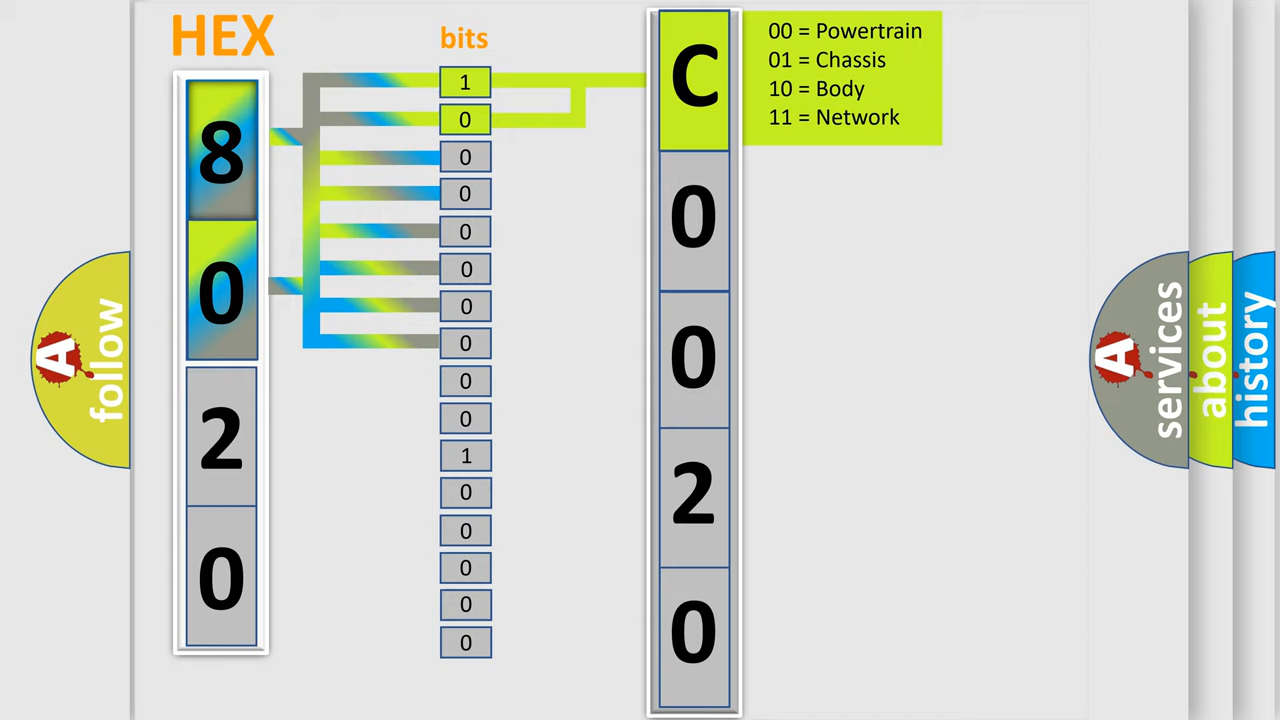 HEX
bits
8
0
2
0
1
0
0
0
0
0
0
0
0
0
1
0
0
0
0
0
C
0
0
2
0
00 = Powertrain
01 = Chassis
10 = Body
11 = Network
A
follow
A
services
about
history